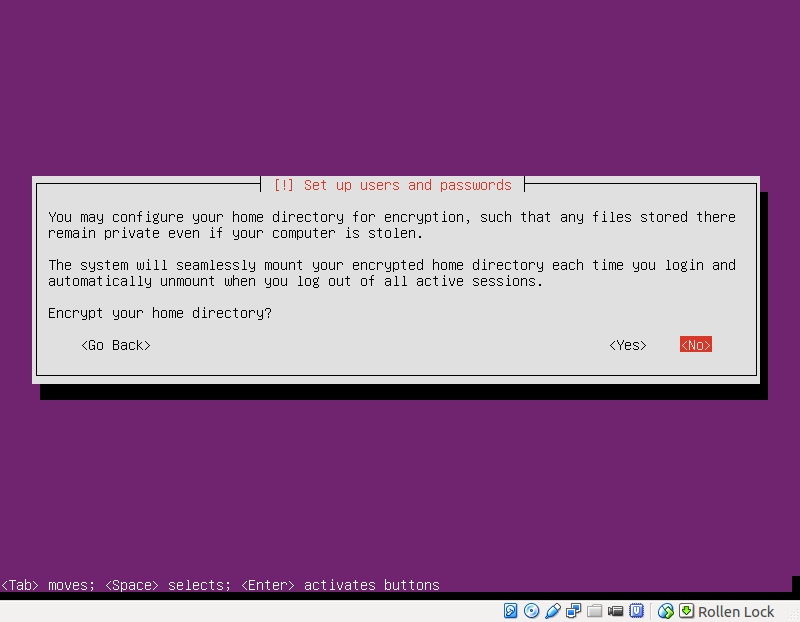 [!] Set up users and passwords
You may configure your home directory for encryption, such that any files stored there
remain private even if your computer is stolen.
The system will seamlessly mount your encrypted home directory each time you login and
automatically unmount when you log out of all active sessions.
Encrypt your home directory?
<Go Back> <Yes> <No>
<Tab> moves; <Space> selects; <Enter> activates buttons
Rollen Lock